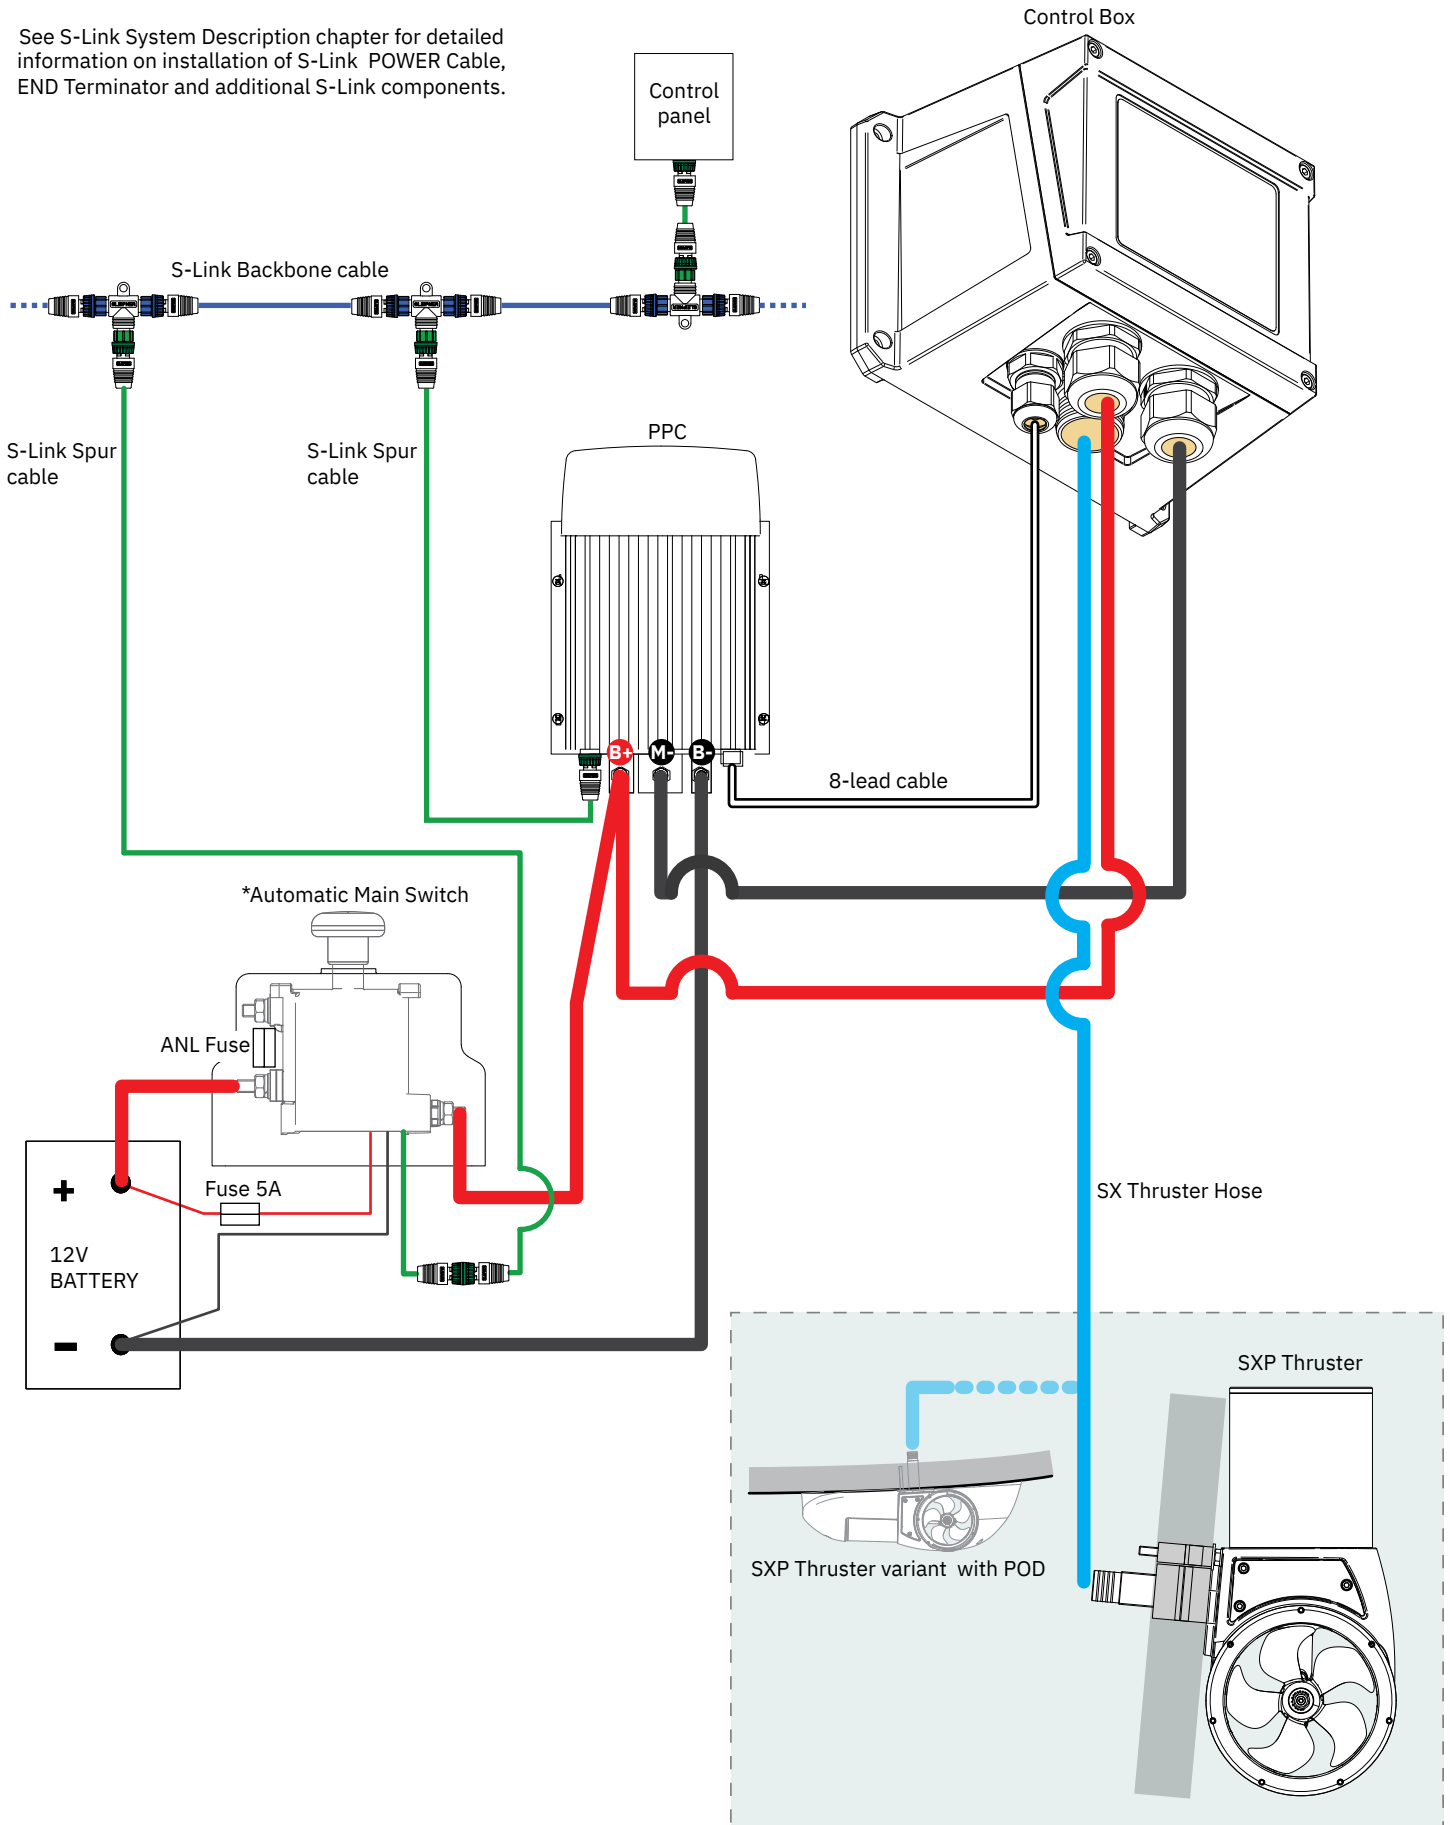 Control Box
See S-Link System Description chapter for detailed
information on installation of S-Link POWER Cable,
END Terminator and additional S-Link components.
Control
panel
S-Link Backbone cable
S-Link Spur
cable
S-Link Spur
cable
PPC
B+
M-
B-
8-lead cable
*Automatic Main Switch
ANL Fuse
Fuse 5A
+
12V
BATTERY
-
SX Thruster Hose
SXP Thruster
SXP Thruster variant with POD